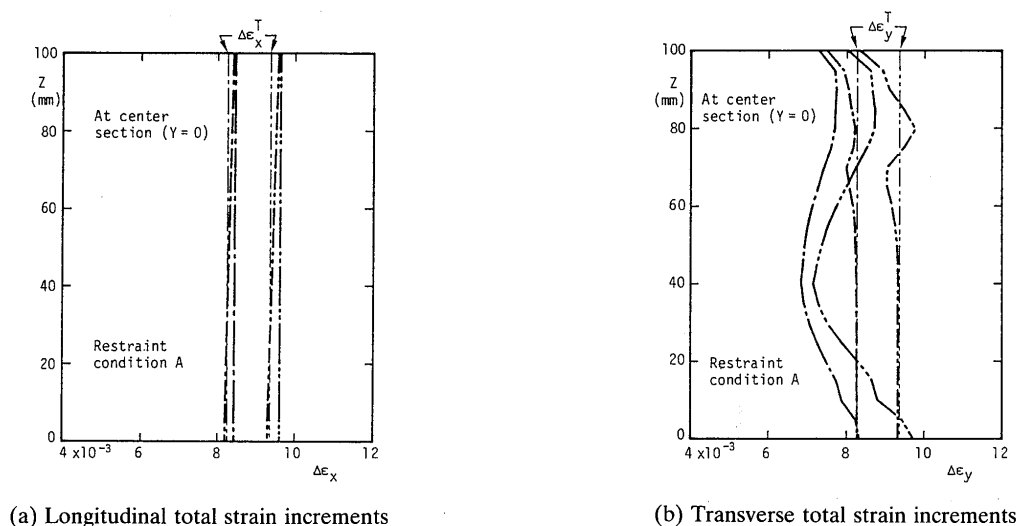 Δε_x^T
100
Z
(mm)
80
60
40
20
0
At center
section (Y = 0)
Restraint
condition A
4 x10⁻³
6
8
10
12
Δε_x
(a) Longitudinal total strain increments
Δε_y^T
100
Z
(mm)
80
60
40
20
0
At center
section (Y = 0)
Restraint
condition A
4 x10⁻³
6
8
10
12
Δε_y
(b) Transverse total strain increments